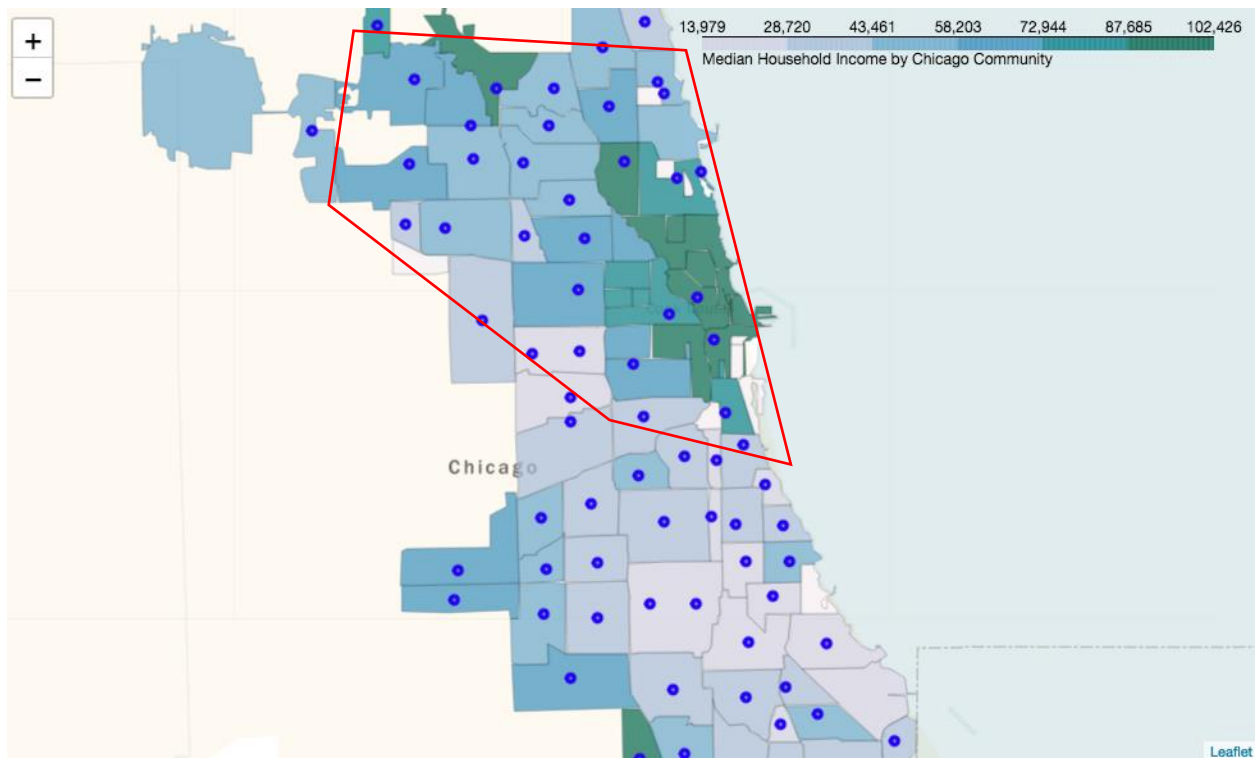 +
−
13,979 28,720 43,461 58,203 72,944 87,685 102,426
Median Household Income by Chicago Community
Chicago
Leaflet